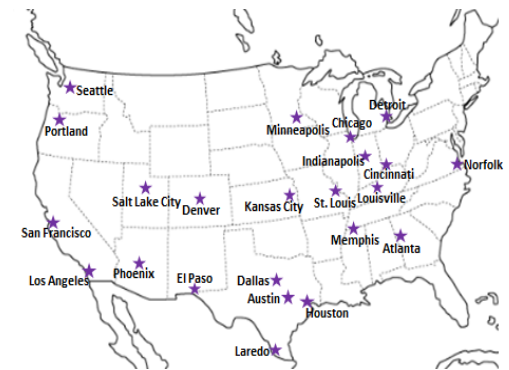 Seattle
Détroit
Portland
Minneapolis
Chicago
Indianapolis
Cincinnati
Norfolk
Salt Lake City
Denver
Kansas City
St. Louis
Louisville
San Francisco
Memphis
Atlanta
Los Angeles
Phoenix
El Paso
Dallas
Austin
Houston
Laredo